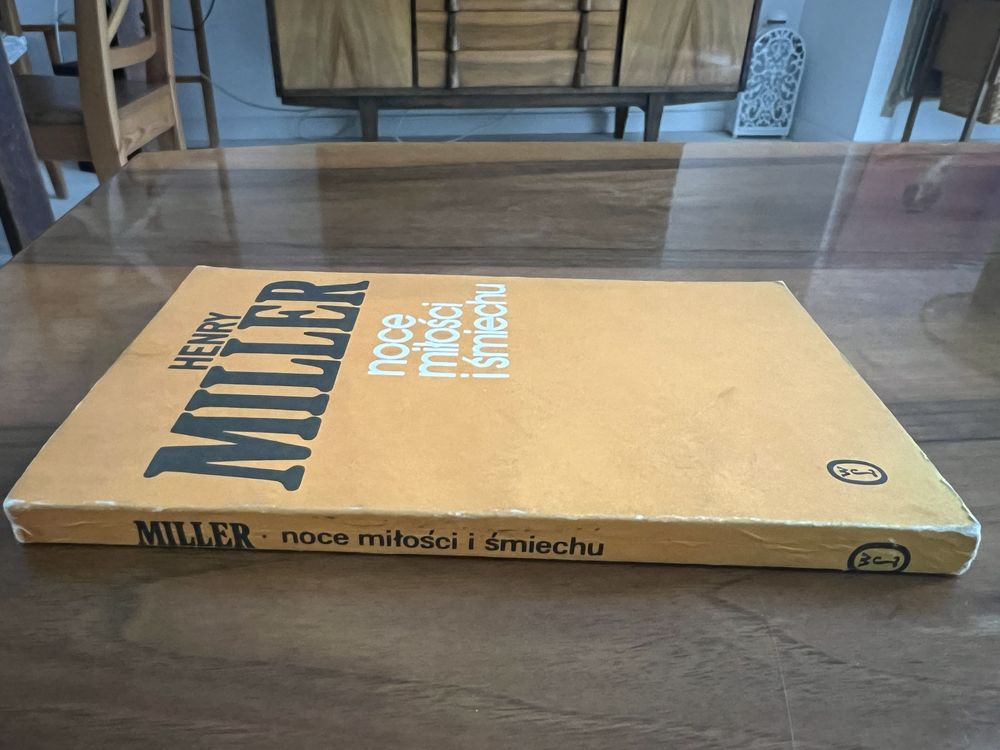 HENRY
MILLER
noce
miłości
i śmiechu
MILLER · noce miłości i śmiechu